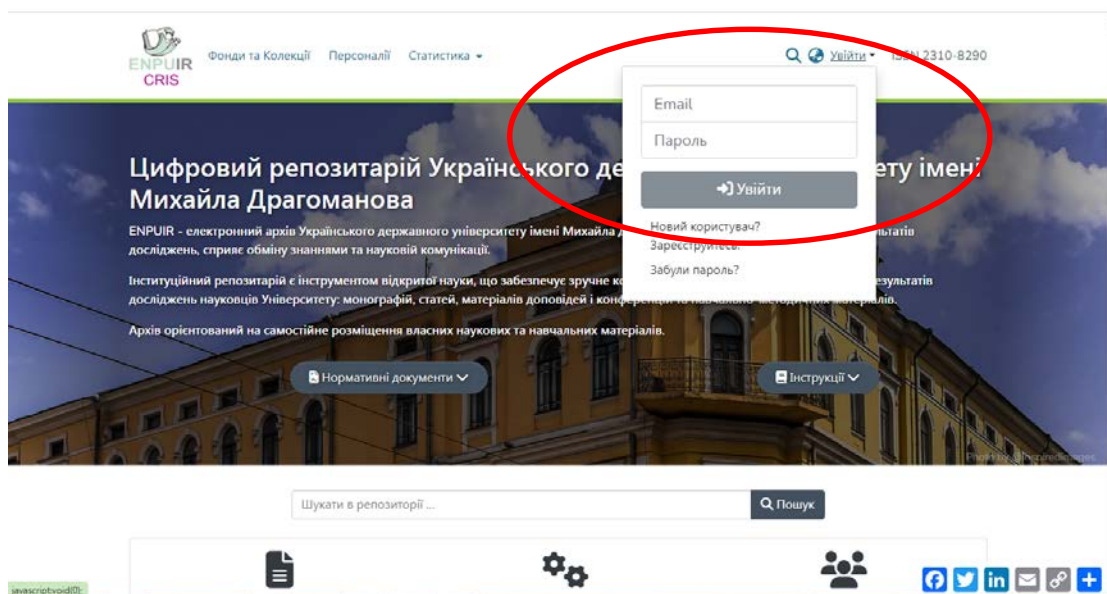 ENPUIR
CRIS
Фонди та Колекції Персоналії Статистика
Увійти ISSN 2310-8290
Email
Пароль
Увійти
Новий користувач?
Зареєструйтесь.
Забули пароль?
Цифровий репозитарій Українського де ету імені
Михайла Драгоманова
ENPUIR - електронний архів Українського державного університету імені Михайла
досліджень, сприяє обміну знаннями та науковій комунікації.
Інституційний репозитарій є інструментом відкритої науки, що забезпечує зручне
досліджень науковців Університету: монографій, статей, матеріалів доповідей і конференцій та навчально-методичних матеріалів.
Архів орієнтований на самостійне розміщення власних наукових та навчальних матеріалів.
Нормативні документи Інструкції
Photo by @inspiredimages
Шукати в репозиторії ... Пошук
javascript:void(0);